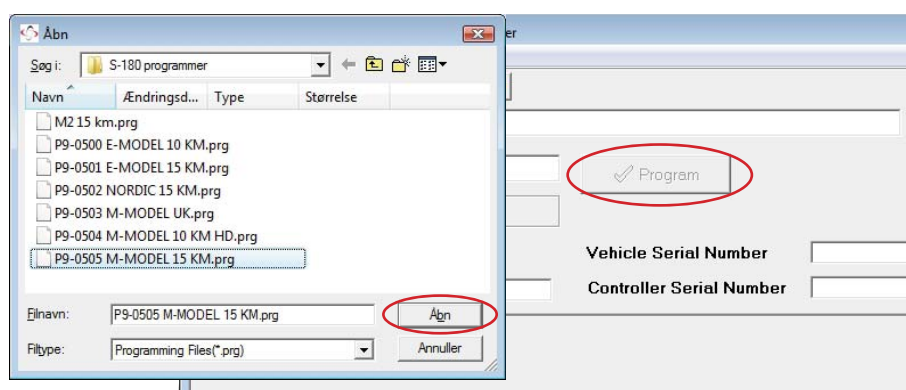 Åbn
er
Søg i: S-180 programmer
Navn Ændringsd... Type Størrelse
M2 15 km.prg
P9-0500 E-MODEL 10 KM.prg
P9-0501 E-MODEL 15 KM.prg
P9-0502 NORDIC 15 KM.prg
P9-0503 M-MODEL UK.prg
P9-0504 M-MODEL 10 KM HD.prg
P9-0505 M-MODEL 15 KM.prg
Filnavn: P9-0505 M-MODEL 15 KM.prg Åbn
Filtype: Programming Files(*.prg) Annuller
Program
Vehicle Serial Number
Controller Serial Number